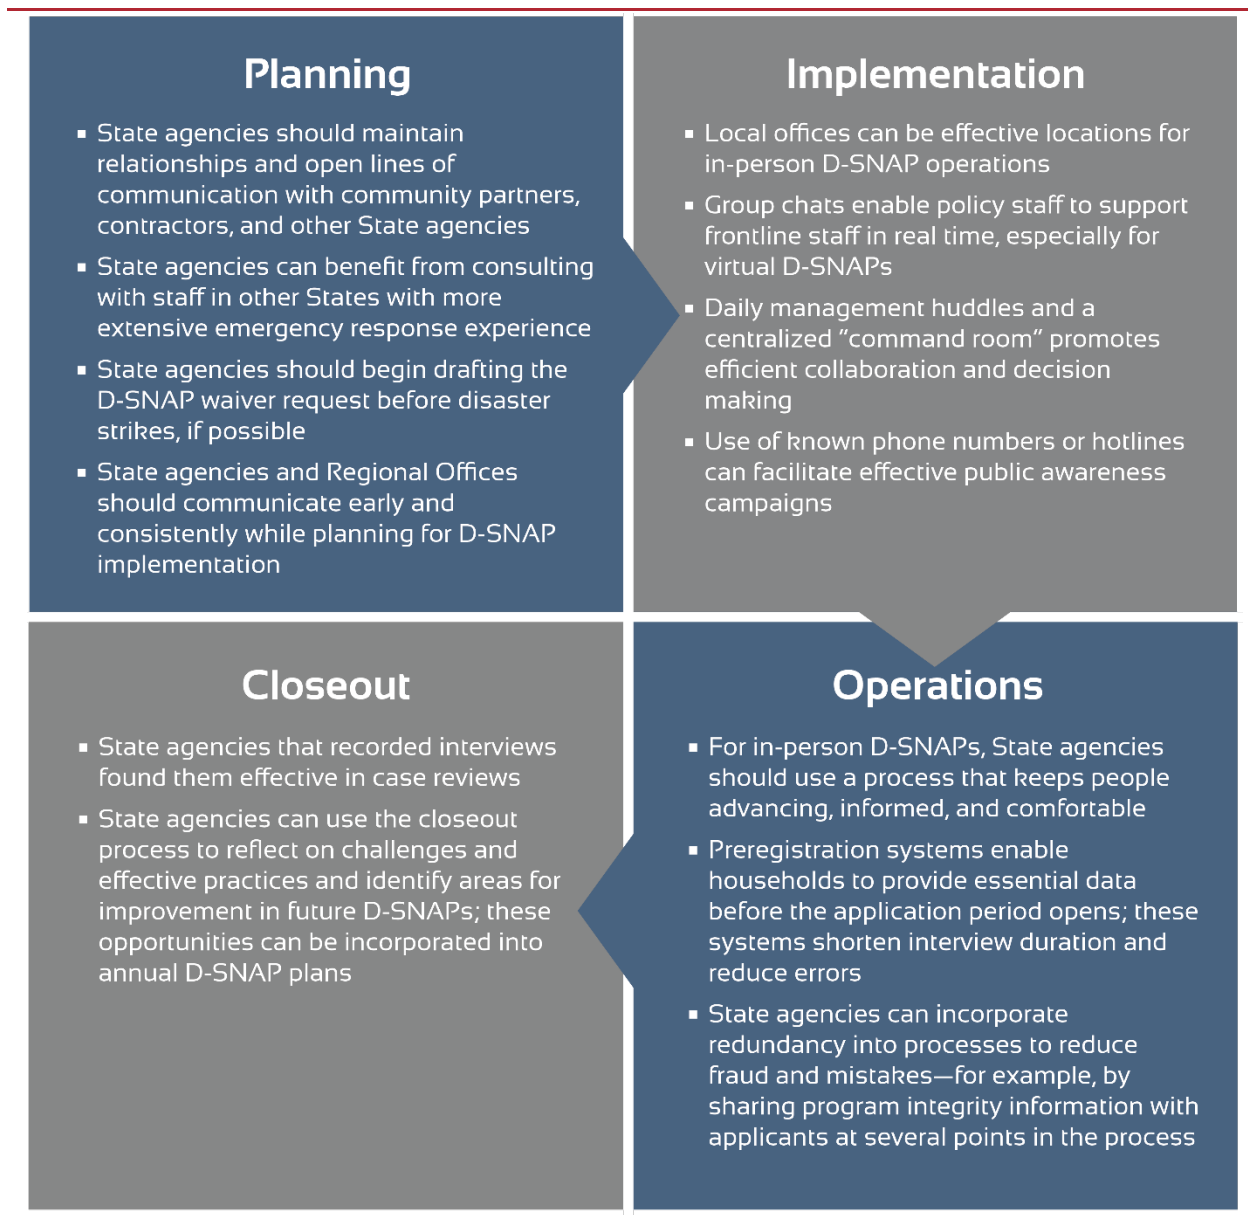 Planning
▪ State agencies should maintain
relationships and open lines of
communication with community partners,
contractors, and other State agencies
▪ State agencies can benefit from consulting
with staff in other States with more
extensive emergency response experience
▪ State agencies should begin drafting the
D-SNAP waiver request before disaster
strikes, if possible
▪ State agencies and Regional Offices
should communicate early and
consistently while planning for D-SNAP
implementation
Implementation
▪ Local offices can be effective locations for
in-person D-SNAP operations
▪ Group chats enable policy staff to support
frontline staff in real time, especially for
virtual D-SNAPs
▪ Daily management huddles and a
centralized “command room” promotes
efficient collaboration and decision
making
▪ Use of known phone numbers or hotlines
can facilitate effective public awareness
campaigns
Operations
▪ For in-person D-SNAPs, State agencies
should use a process that keeps people
advancing, informed, and comfortable
▪ Preregistration systems enable
households to provide essential data
before the application period opens; these
systems shorten interview duration and
reduce errors
▪ State agencies can incorporate
redundancy into processes to reduce
fraud and mistakes—for example, by
sharing program integrity information with
applicants at several points in the process
Closeout
▪ State agencies that recorded interviews
found them effective in case reviews
▪ State agencies can use the closeout
process to reflect on challenges and
effective practices and identify areas for
improvement in future D-SNAPs; these
opportunities can be incorporated into
annual D-SNAP plans